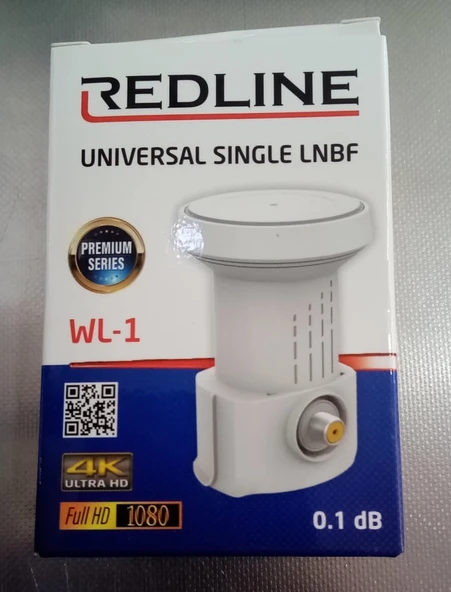 REDLINE
UNIVERSAL SINGLE LNBF
PREMIUM
SERIES
WL-1
4K
ULTRA HD
Full HD 1080
0.1 dB